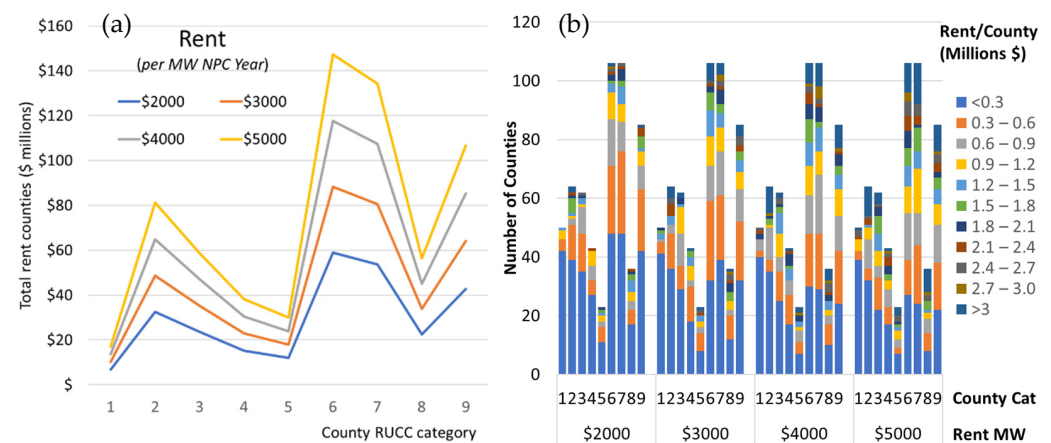 (a)
Rent
(per MW NPC Year)
$2000
$3000
$4000
$5000
Total rent counties ($ millions)
$160
$140
$120
$100
$80
$60
$40
$20
$
1 2 3 4 5 6 7 8 9
County RUCC category
(b)
Number of Counties
120
100
80
60
40
20
0
123456789 123456789 123456789 123456789
County Cat
$2000 $3000 $4000 $5000
Rent MW
Rent/County
(Millions $)
<0.3
0.3 – 0.6
0.6 – 0.9
0.9 – 1.2
1.2 – 1.5
1.5 – 1.8
1.8 – 2.1
2.1 – 2.4
2.4 – 2.7
2.7 – 3.0
>3